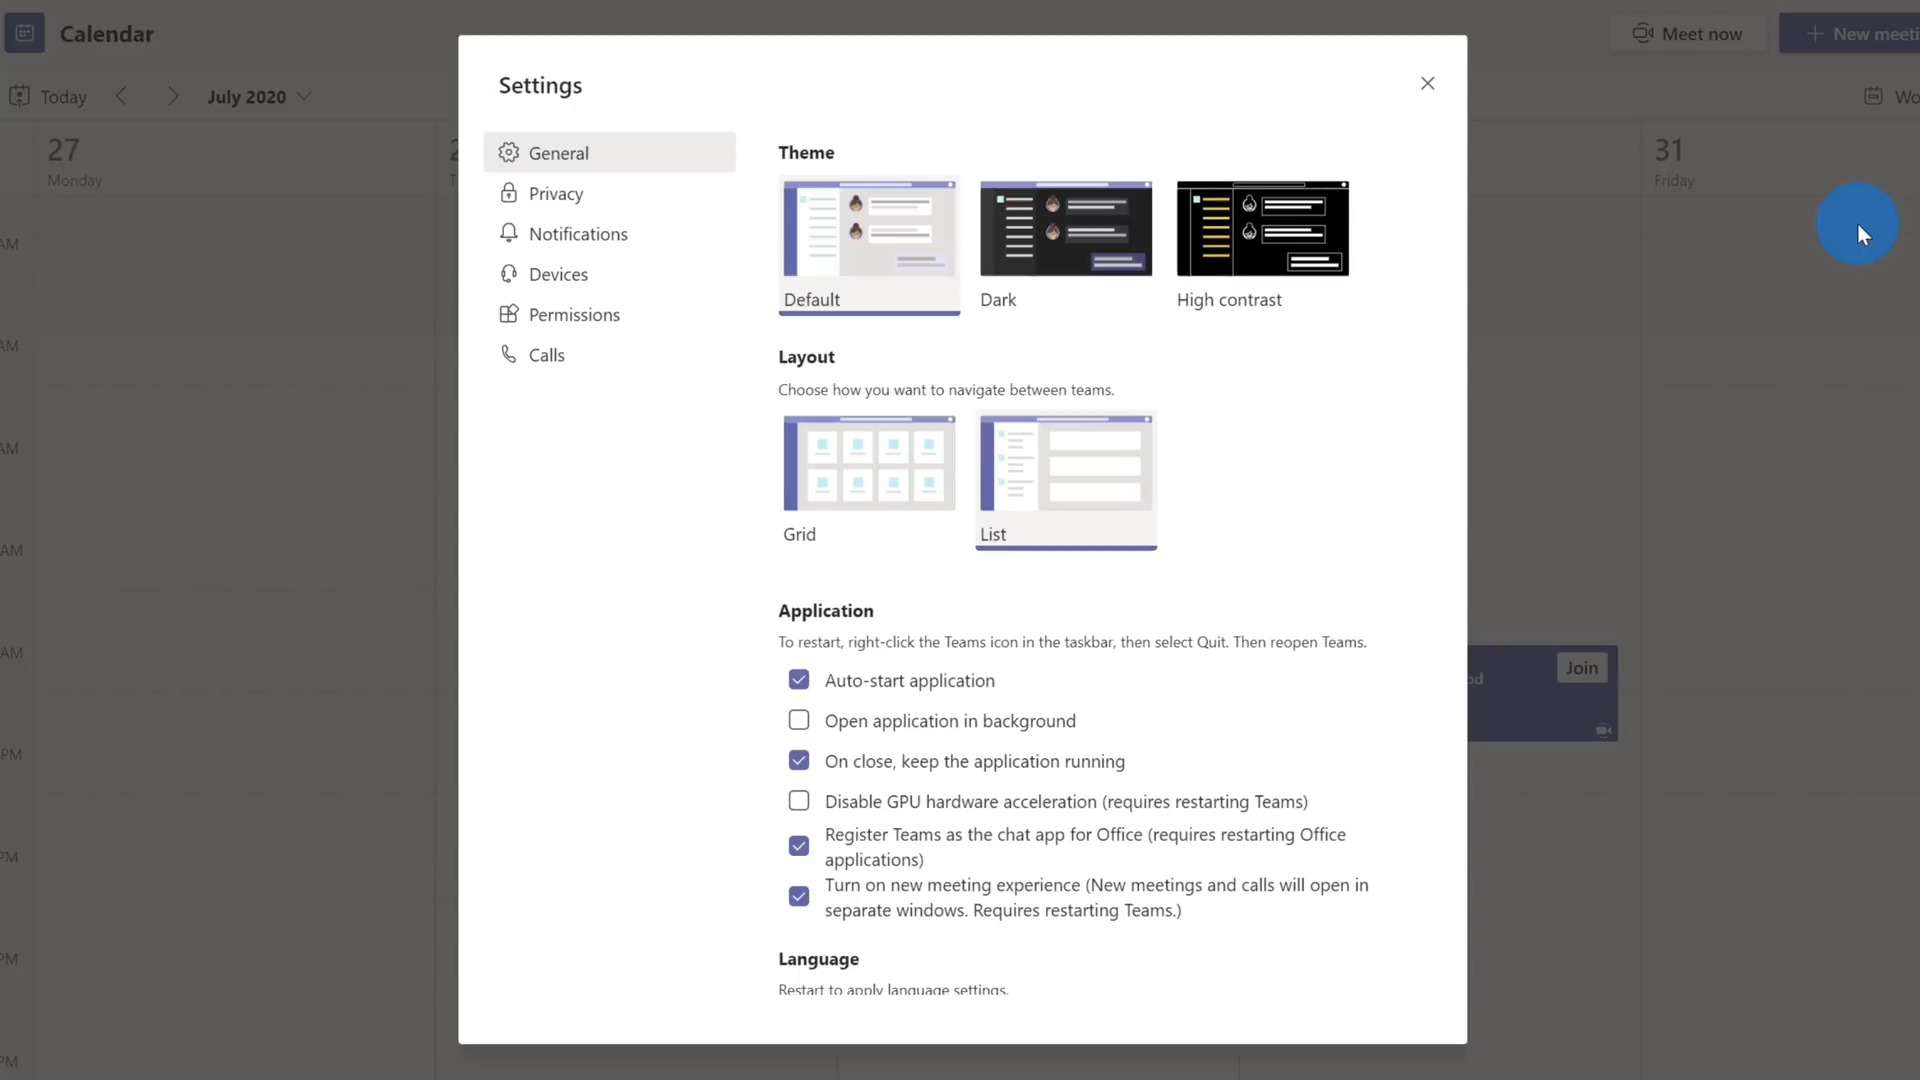 Calendar
Meet now
New meeti
Today
July 2020
Wo
27
Monday
2
T
31
Friday
AM
AM
AM
AM
AM
PM
PM
PM
PM
od
Join
Settings
General
Privacy
Notifications
Devices
Permissions
Calls
Theme
Default
Dark
High contrast
Layout
Choose how you want to navigate between teams.
Grid
List
Application
To restart, right-click the Teams icon in the taskbar, then select Quit. Then reopen Teams.
Auto-start application
Open application in background
On close, keep the application running
Disable GPU hardware acceleration (requires restarting Teams)
Register Teams as the chat app for Office (requires restarting Office
applications)
Turn on new meeting experience (New meetings and calls will open in
separate windows. Requires restarting Teams.)
Language
Restart to apply language settings.